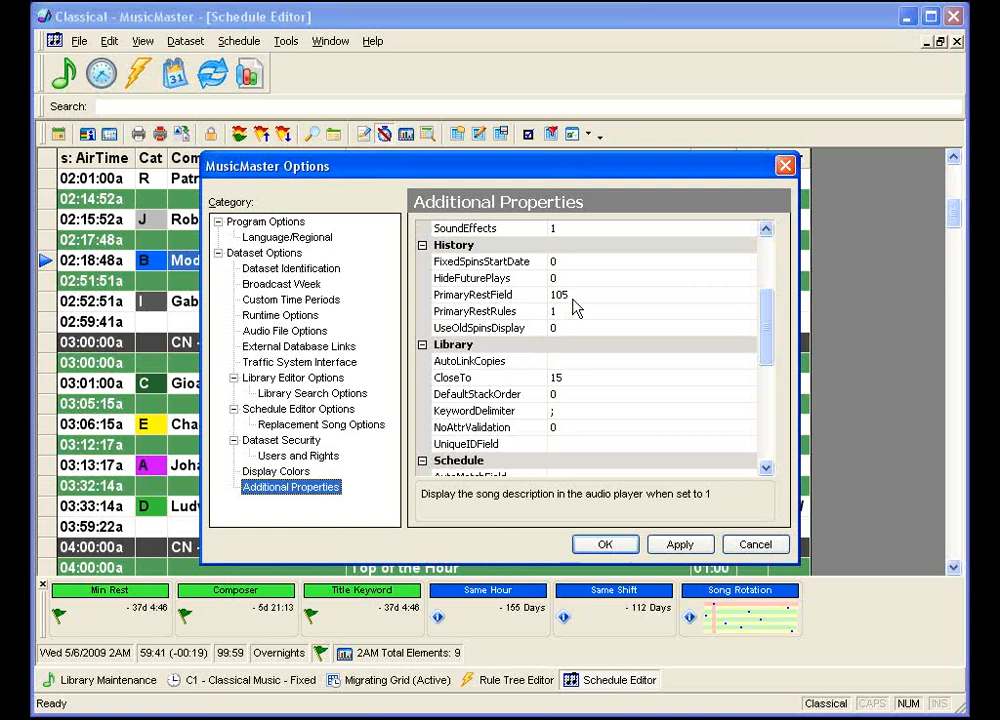 Classical - MusicMaster - [Schedule Editor]
File Edit View Dataset Schedule Tools Window Help
31
Search:
s: AirTime Cat Com
02:01:00a R Patr
02:14:52a
02:15:52a J Rob
02:17:48a
02:18:48a B Mod
02:51:51a
02:52:51a I Gab
02:59:41a
03:00:00a CN -
03:00:00a
03:01:00a C Gioa
03:05:15a
03:06:15a E Cha
03:12:17a
03:13:17a A Joha
03:32:14a
03:33:14a D Ludv
03:59:22a
04:00:00a CN -
04:00:00a Top of the Hour 01:00
MusicMaster Options
Category:
Program Options
Language/Regional
Dataset Options
Dataset Identification
Broadcast Week
Custom Time Periods
Runtime Options
Audio File Options
External Database Links
Traffic System Interface
Library Editor Options
Library Search Options
Schedule Editor Options
Replacement Song Options
Dataset Security
Users and Rights
Display Colors
Additional Properties
Additional Properties
SoundEffects 1
History
FixedSpinsStartDate 0
HideFuturePlays 0
PrimaryRestField 105
PrimaryRestRules 1
UseOldSpinsDisplay 0
Library
AutoLinkCopies
CloseTo 15
DefaultStackOrder 0
KeywordDelimiter ;
NoAttrValidation 0
UniqueIDField
Schedule
AutoMatchField
Display the song description in the audio player when set to 1
OK Apply Cancel
Min Rest Composer Title Keyword Same Hour Same Shift Song Rotation
- 37d 4:46 - 5d 21:13 - 37d 4:46 - 155 Days - 112 Days
Wed 5/6/2009 2AM 59:41 (-00:19) 99:59 Overnights 2AM Total Elements: 9
Library Maintenance C1 - Classical Music - Fixed Migrating Grid (Active) Rule Tree Editor Schedule Editor
Ready Classical CAPS NUM INS